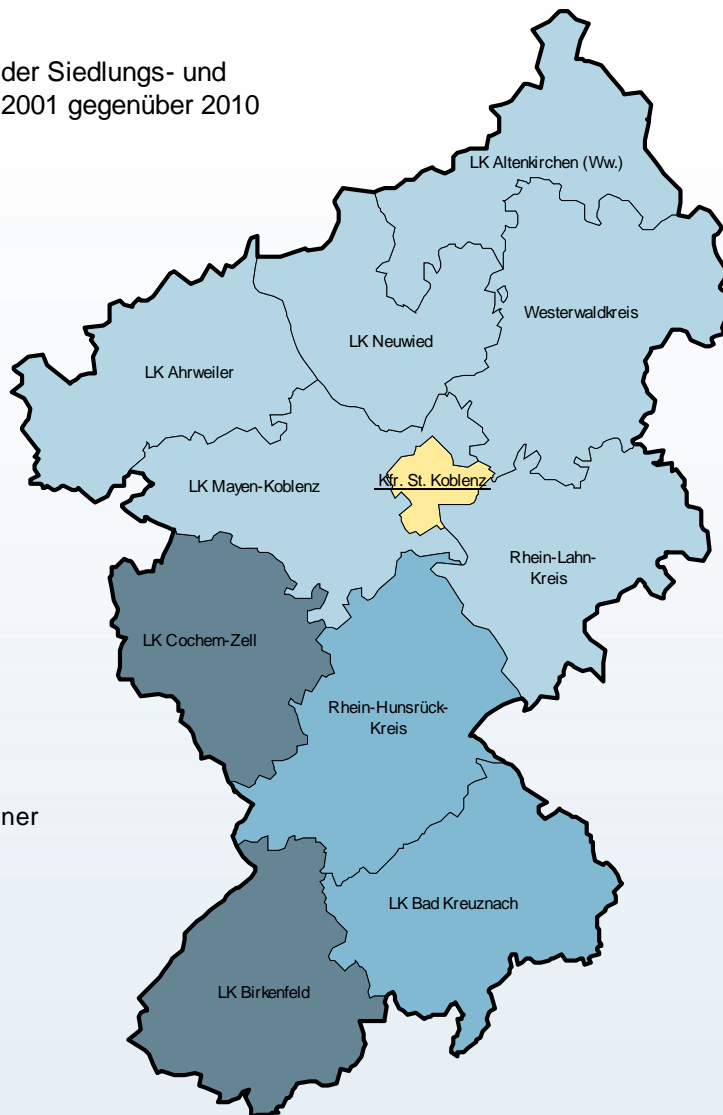 der Siedlungs- und
2001 gegenüber 2010
LK Altenkirchen (Ww.)
Westerwaldkreis
LK Neuwied
LK Ahrweiler
Kfr. St. Koblenz
LK Mayen-Koblenz
Rhein-Lahn-
Kreis
LK Cochem-Zell
Rhein-Hunsrück-
Kreis
ner
LK Bad Kreuznach
LK Birkenfeld